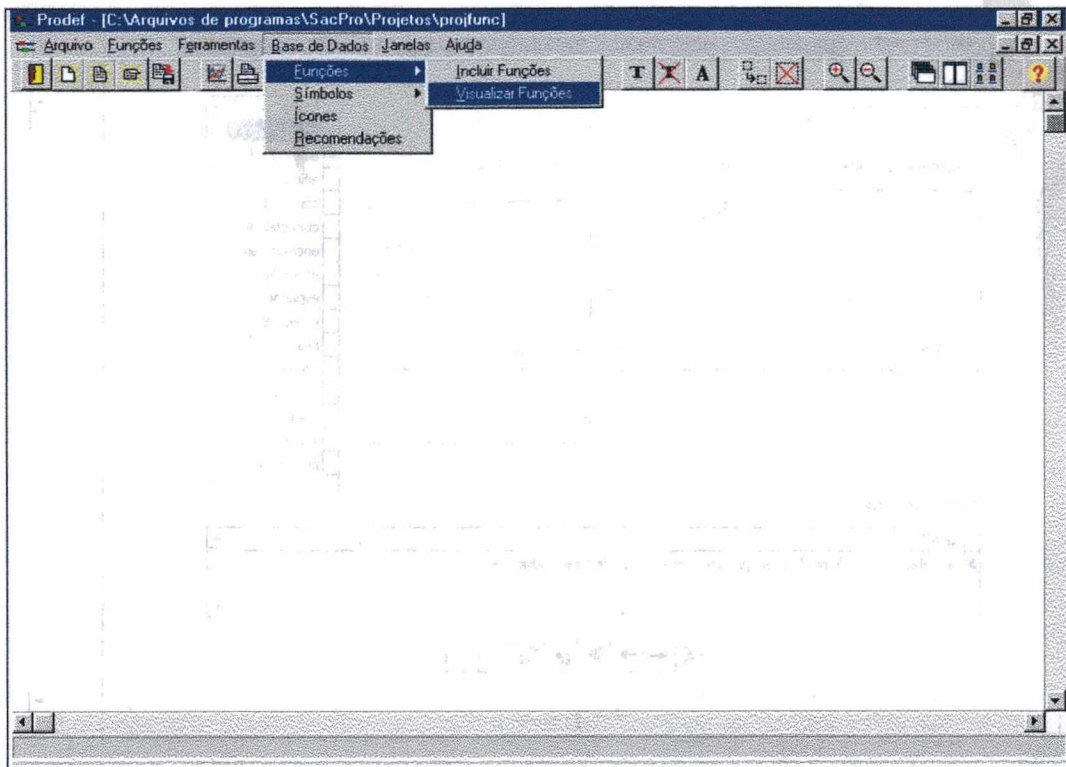 Prodef - [C:\Arquivos de programas\SacPro\Projetos\projfunc]
Arquivo Funções Ferramentas Base de Dados Janelas Ajuda
T T A ?
Funções
Símbolos
Ícones
Recomendações
Incluir Funções
Visualizar Funções